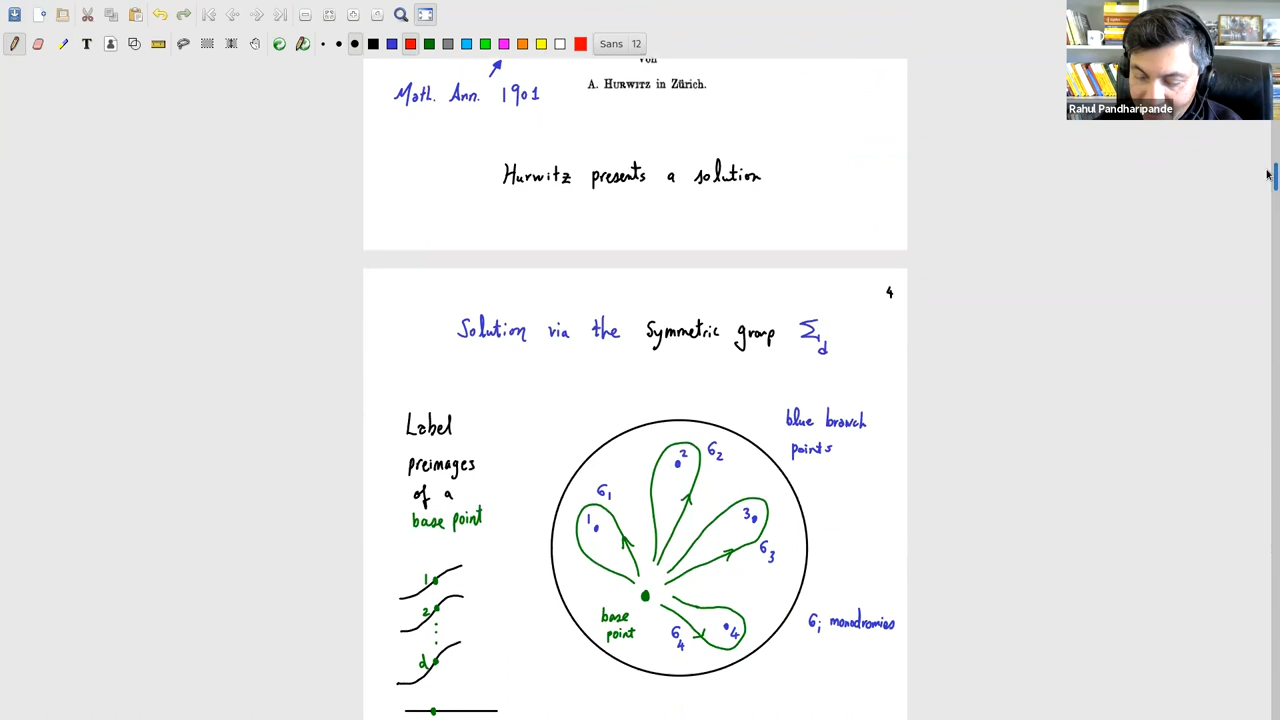 Sans 12
Rahul Pandharipande
von
Math. Ann. 1901
A. HURWITZ in Zürich.
Hurwitz presents a solution
4
Solution via the Symmetric group Σd
Label
preimages
of a
base point
1
2
d
blue branch
points
1
2
3
4
σ1
σ2
σ3
σ4
base
point
σi monodromies